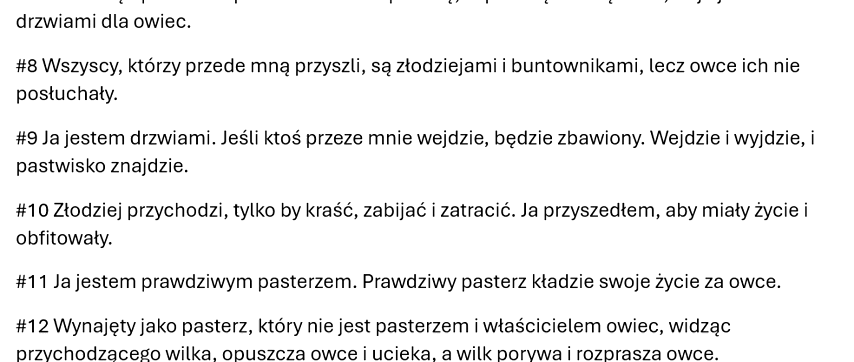 drzwiami dla owiec.
#8 Wszyscy, którzy przede mną przyszli, są złodziejami i buntownikami, lecz owce ich nie
posłuchały.
#9 Ja jestem drzwiami. Jeśli ktoś przeze mnie wejdzie, będzie zbawiony. Wejdzie i wyjdzie, i
pastwisko znajdzie.
#10 Złodziej przychodzi, tylko by kraść, zabijać i zatracić. Ja przyszedłem, aby miały życie i
obfitowały.
#11 Ja jestem prawdziwym pasterzem. Prawdziwy pasterz kładzie swoje życie za owce.
#12 Wynajęty jako pasterz, który nie jest pasterzem i właścicielem owiec, widząc
przychodzącego wilka, opuszcza owce i ucieka, a wilk porywa i rozprasza owce.